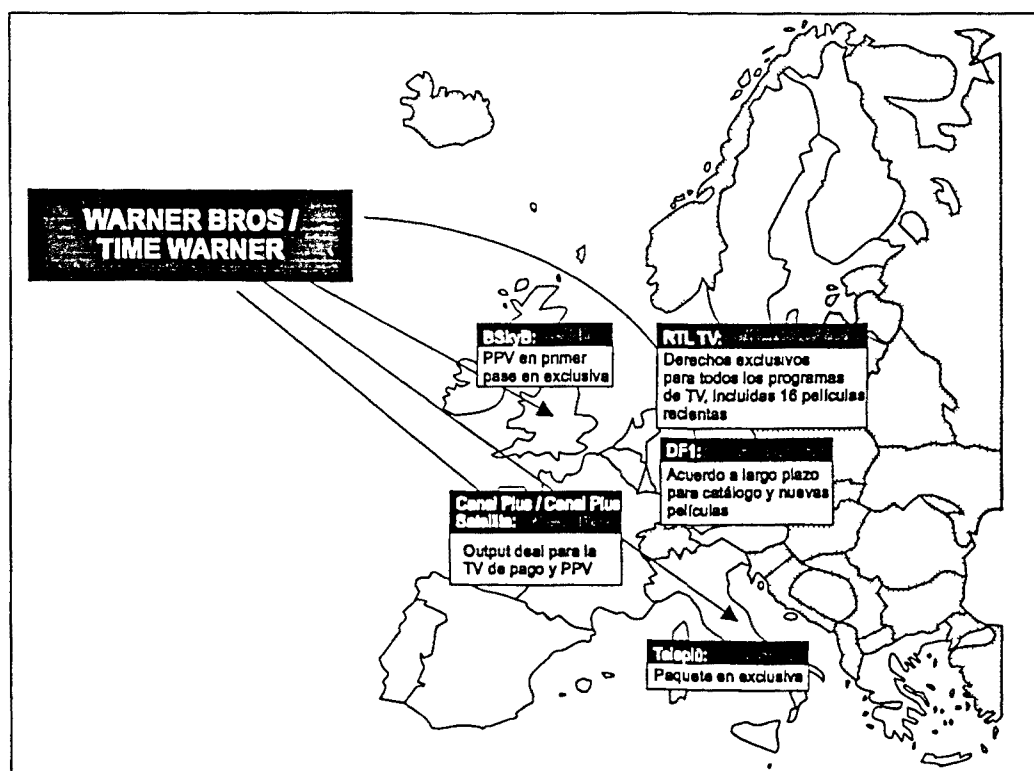 WARNER BROS /
TIME WARNER
BSkyB:
PPV en primer
pase en exclusiva
RTL TV:
Derechos exclusivos
para todos los programas
de TV, incluidas 16 películas
recientas
DF1:
Acuerdo a largo plazo
para catálogo y nuevas
películas
Canal Plus / Canal Plus
Satellite:
Output deal para la
TV de pago y PPV
Telepiù:
Paquete en exclusiva